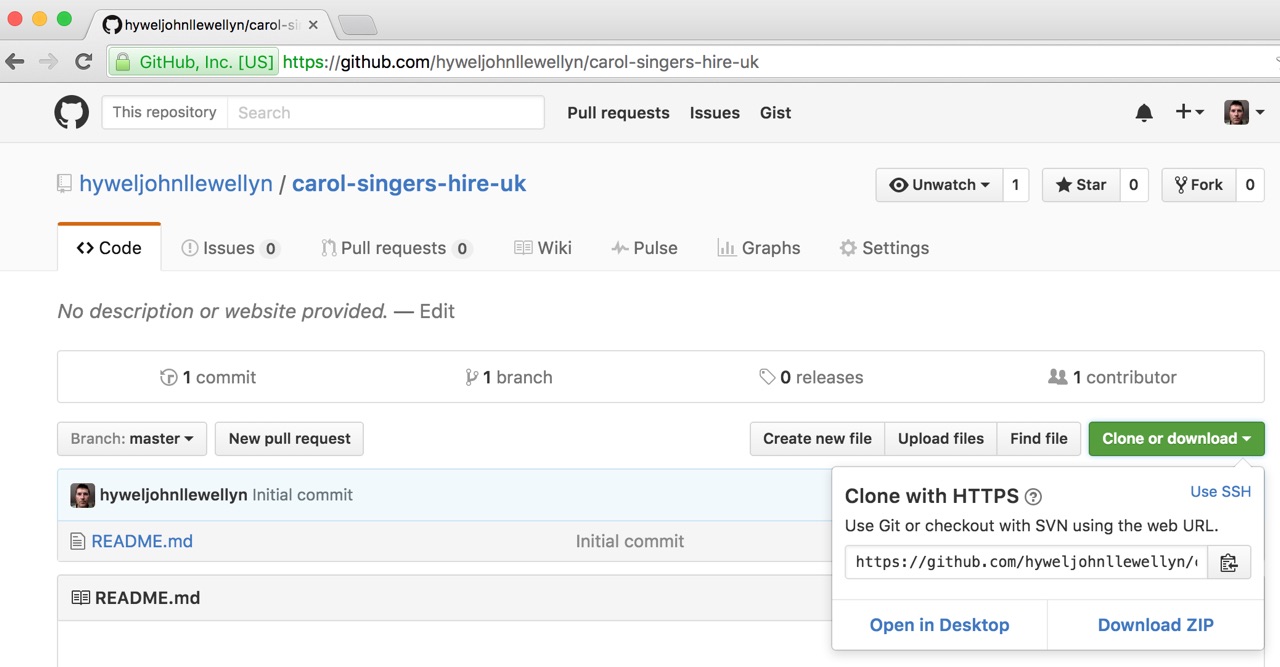 hyweljohnllewellyn/carol-si
GitHub, Inc. [US] https://github.com/hyweljohnllewellyn/carol-singers-hire-uk
This repository Search Pull requests Issues Gist
hyweljohnllewellyn / carol-singers-hire-uk Unwatch 1 Star 0 Fork 0
Code Issues 0 Pull requests 0 Wiki Pulse Graphs Settings
No description or website provided. — Edit
1 commit 1 branch 0 releases 1 contributor
Branch: master New pull request Create new file Upload files Find file Clone or download
hyweljohnllewellyn Initial commit
README.md Initial commit
README.md
Clone with HTTPS ? Use SSH
Use Git or checkout with SVN using the web URL.
https://github.com/hyweljohnllewellyn/
Open in Desktop Download ZIP